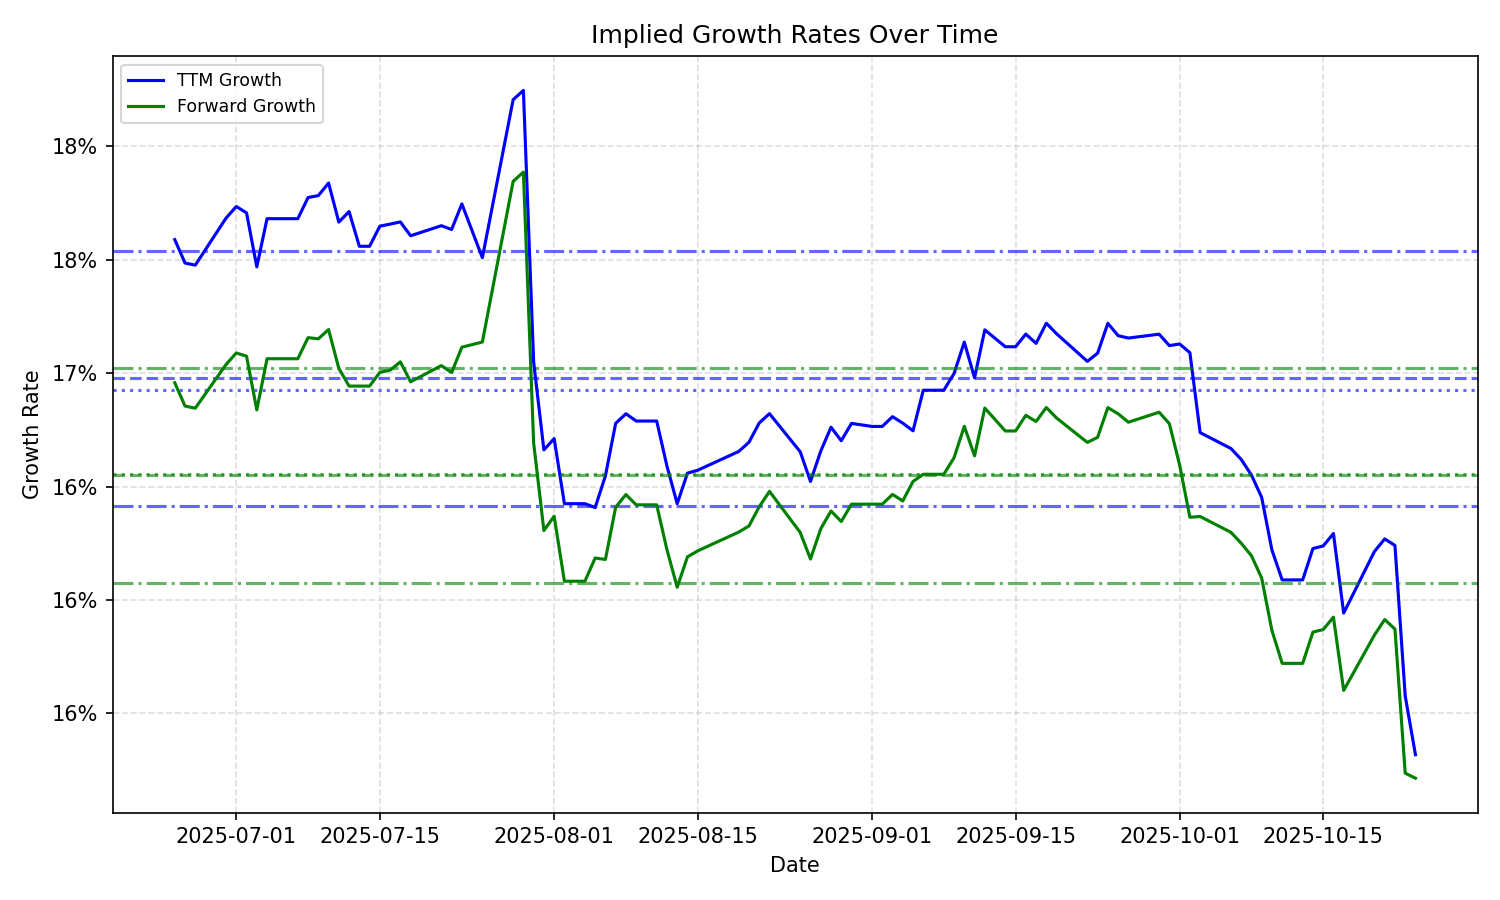 Implied Growth Rates Over Time
TTM Growth
Forward Growth
18%
18%
17%
16%
16%
16%
Growth Rate
2025-07-01 2025-07-15 2025-08-01 2025-08-15 2025-09-01 2025-09-15 2025-10-01 2025-10-15
Date